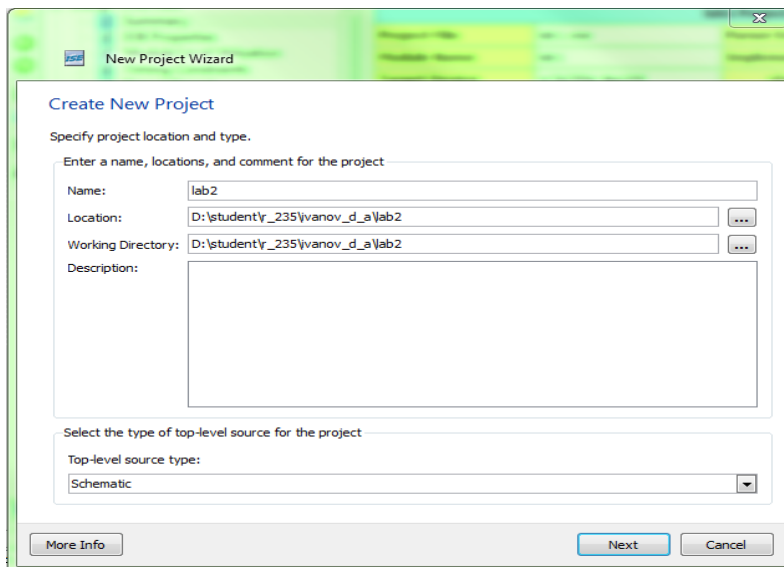 ISE
New Project Wizard
Create New Project
Specify project location and type.
Enter a name, locations, and comment for the project
Name: lab2
Location: D:\student\r_235\ivanov_d_a\lab2 ...
Working Directory: D:\student\r_235\ivanov_d_a\lab2 ...
Description:
Select the type of top-level source for the project
Top-level source type:
Schematic
More Info Next Cancel